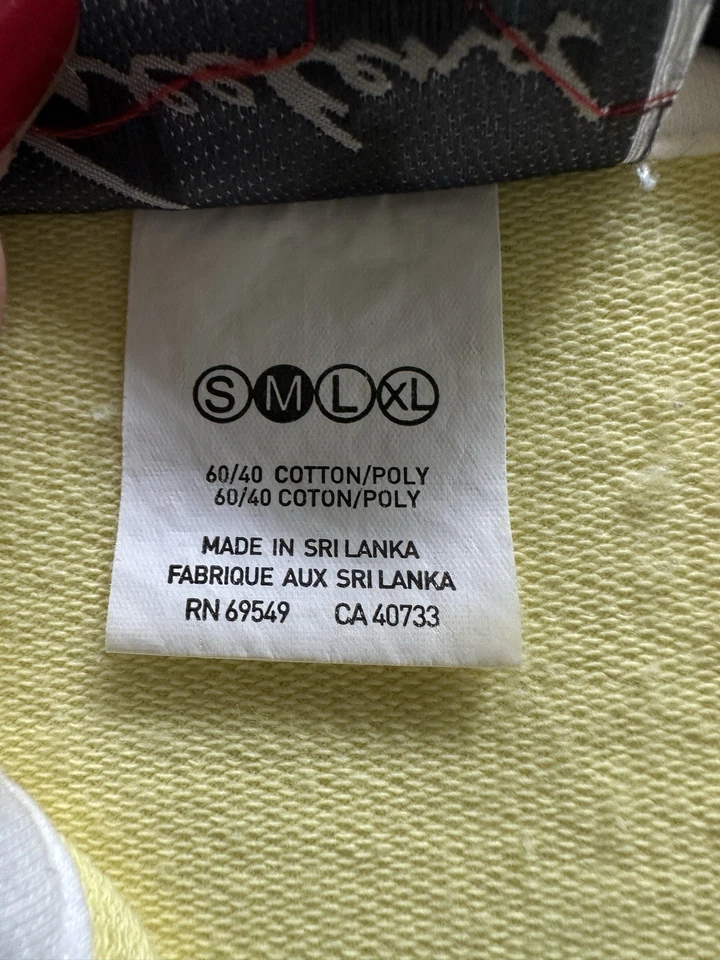 S M L XL
60/40 COTTON/POLY
60/40 COTON/POLY
MADE IN SRI LANKA
FABRIQUE AUX SRI LANKA
RN 69549 CA 40733